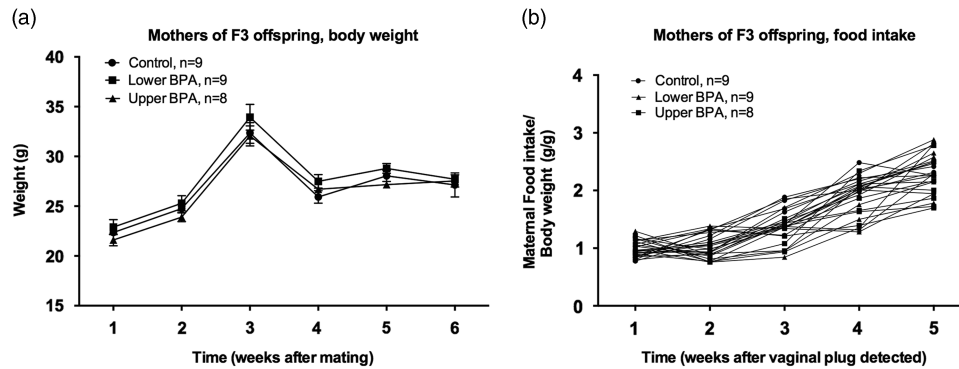 (a)
Mothers of F3 offspring, body weight
Control, n=9
Lower BPA, n=9
Upper BPA, n=8
Weight (g)
40
35
30
25
20
15
1 2 3 4 5 6
Time (weeks after mating)
(b)
Mothers of F3 offspring, food intake
Control, n=9
Lower BPA, n=9
Upper BPA, n=8
Maternal Food intake/
Body weight (g/g)
4
3
2
1
0
1 2 3 4 5
Time (weeks after vaginal plug detected)